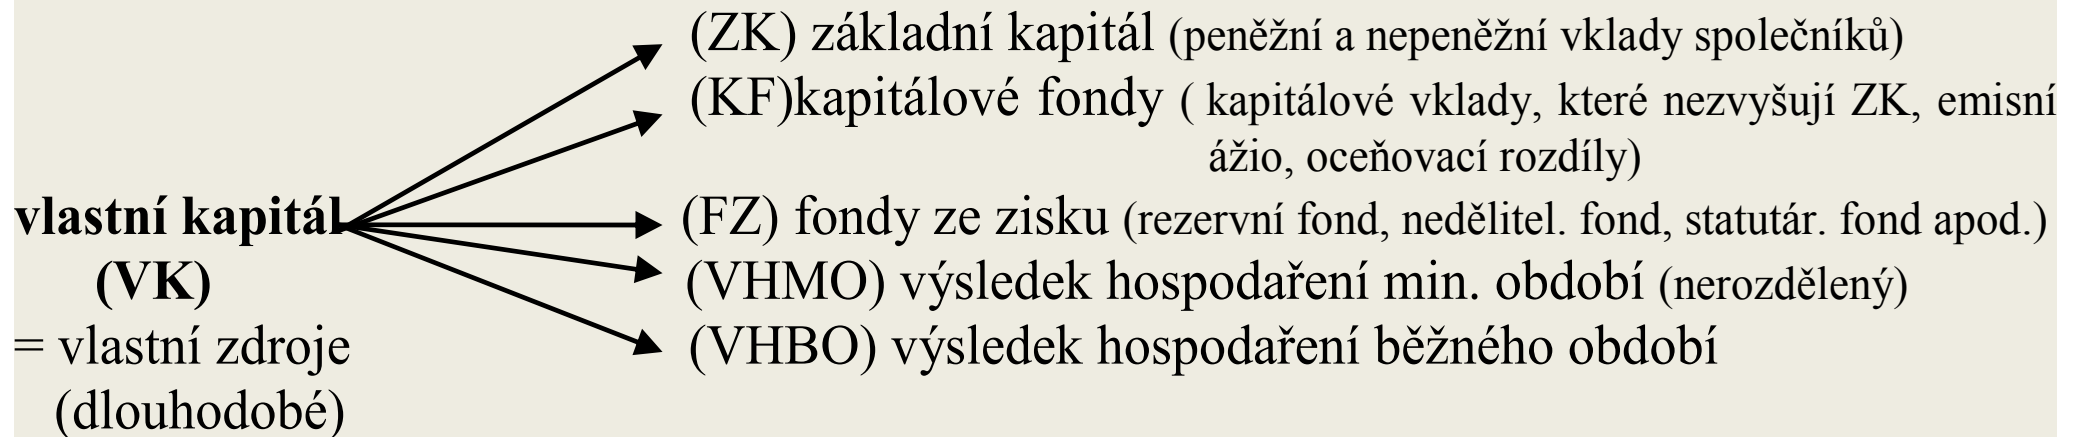 (ZK) základní kapitál (peněžní a nepeněžní vklady společníků)
(KF)kapitálové fondy ( kapitálové vklady, které nezvyšují ZK, emisní
ážio, oceňovací rozdíly)
vlastní kapitál
(FZ) fondy ze zisku (rezervní fond, nedělitel. fond, statutár. fond apod.)
(VK)
(VHMO) výsledek hospodaření min. období (nerozdělený)
= vlastní zdroje
(VHBO) výsledek hospodaření běžného období
(dlouhodobé)